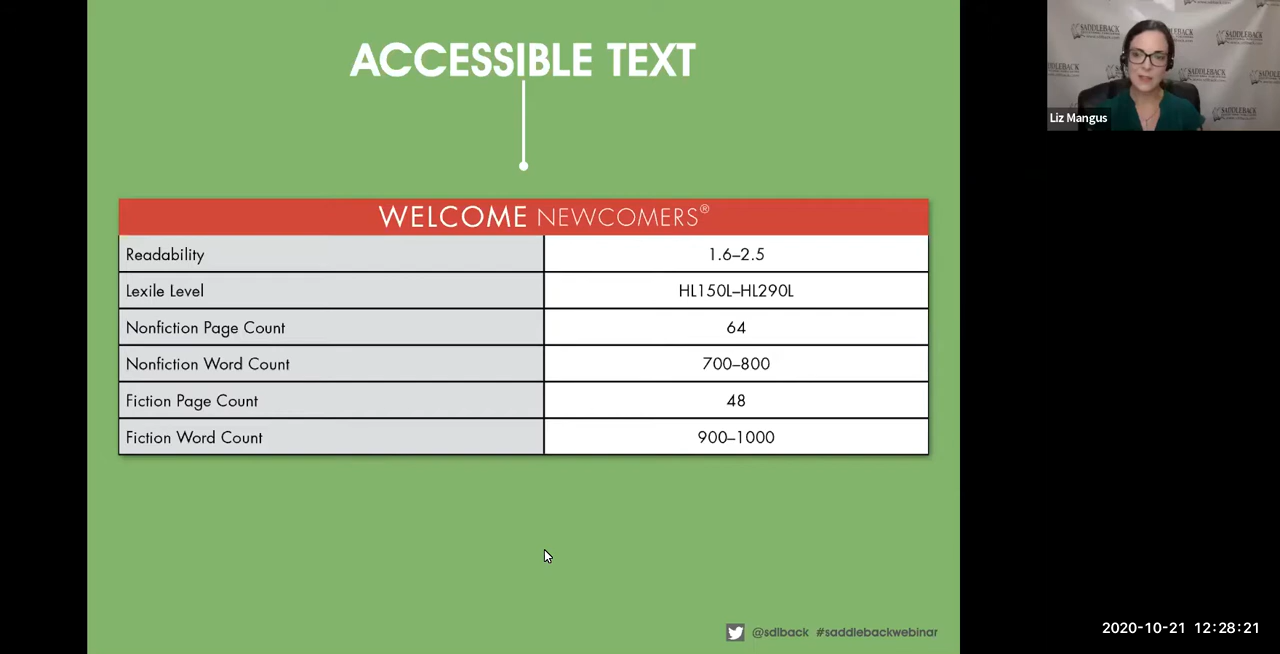 ACCESSIBLE TEXT
WELCOME NEWCOMERS®
Readability 1.6–2.5
Lexile Level HL150L–HL290L
Nonfiction Page Count 64
Nonfiction Word Count 700–800
Fiction Page Count 48
Fiction Word Count 900–1000
@sdlback #saddlebackwebinar
SADDLEBACK
Liz Mangus
2020-10-21 12:28:21